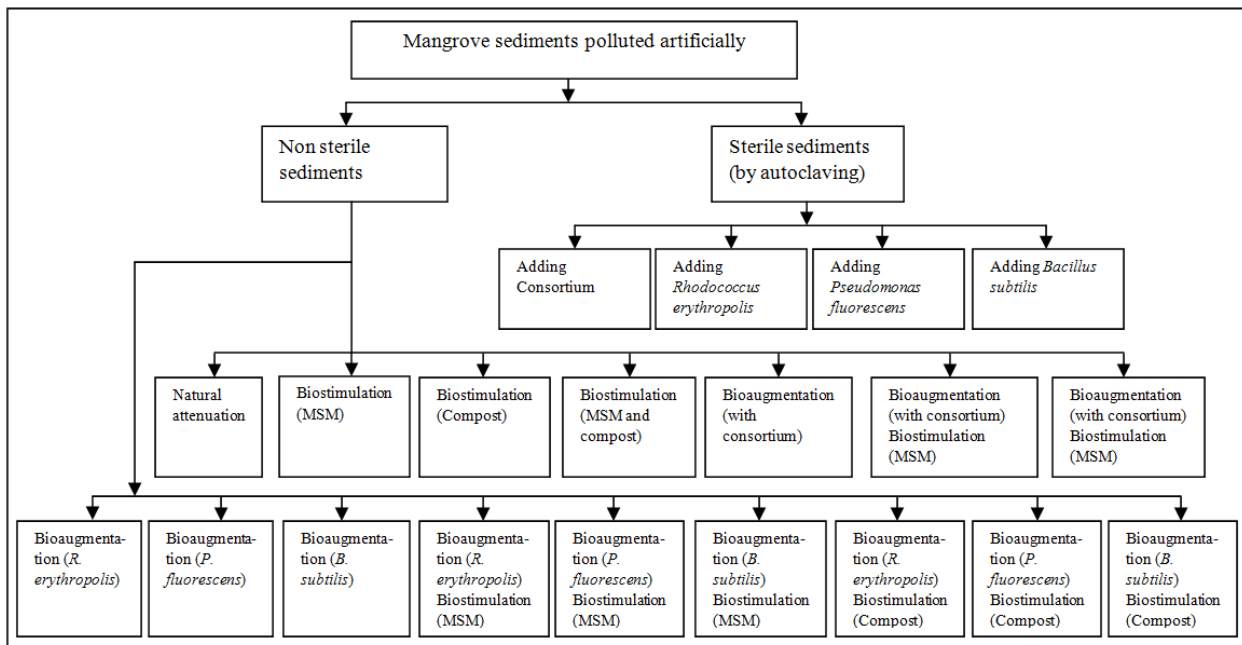 Mangrove sediments polluted artificially
Non sterile
sediments
Sterile sediments
(by autoclaving)
Adding
Consortium
Adding
Rhodococcus
erythropolis
Adding
Pseudomonas
fluorescens
Adding Bacillus
subtilis
Natural
attenuation
Biostimulation
(MSM)
Biostimulation
(Compost)
Biostimulation
(MSM and
compost)
Bioaugmentation
(with
consortium)
Bioaugmentation
(with consortium)
Biostimulation
(MSM)
Bioaugmentation
(with consortium)
Biostimulation
(MSM)
Bioaugmenta-
tion (R.
erythropolis)
Bioaugmenta-
tion (P.
fluorescens)
Bioaugmenta-
tion (B.
subtilis)
Bioaugmenta-
tion (R.
erythropolis)
Biostimulation
(MSM)
Bioaugmenta-
tion (P.
fluorescens)
Biostimulation
(MSM)
Bioaugmenta-
tion (B.
subtilis)
Biostimulation
(MSM)
Bioaugmenta-
tion (R.
erythropolis)
Biostimulation
(Compost)
Bioaugmenta-
tion (P.
fluorescens)
Biostimulation
(Compost)
Bioaugmenta-
tion (B.
subtilis)
Biostimulation
(Compost)